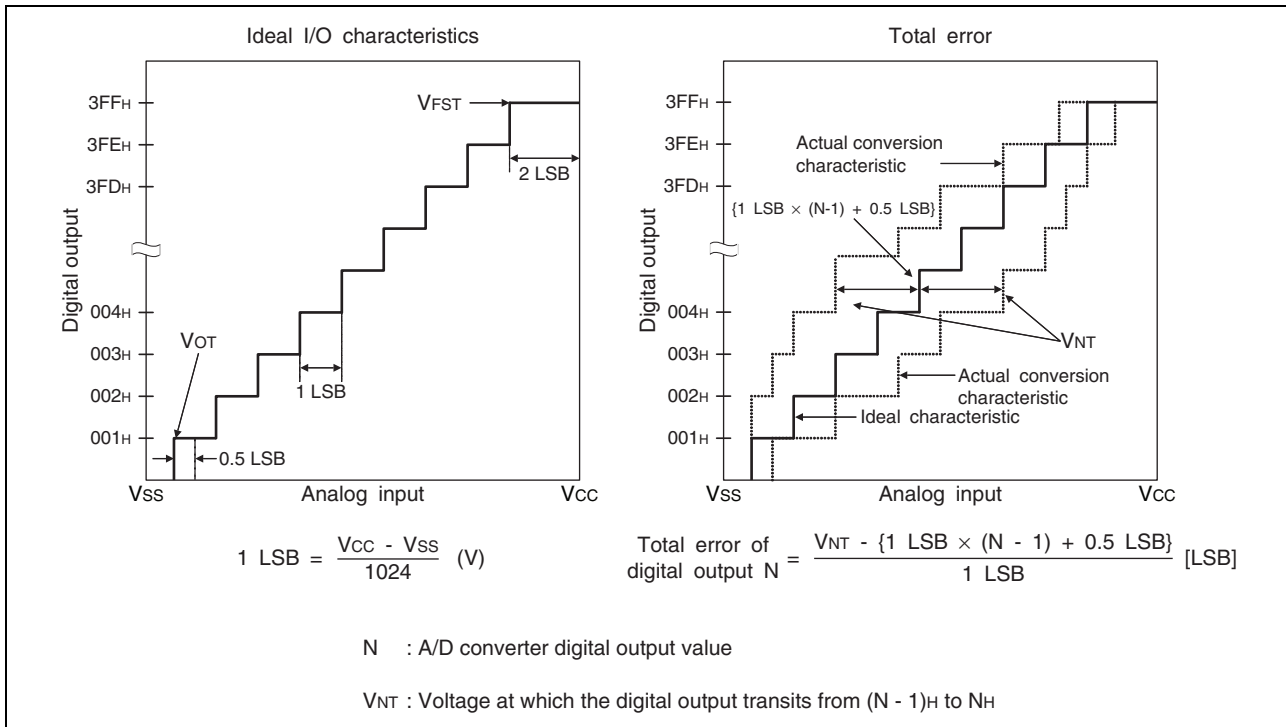 Ideal I/O characteristics
3FFH
3FEH
3FDH
004H
003H
002H
001H
Digital output
VFST
2 LSB
VOT
1 LSB
0.5 LSB
VSS
Analog input
VCC
1 LSB = VCC - VSS / 1024 (V)
Total error
3FFH
3FEH
3FDH
004H
003H
002H
001H
Digital output
Actual conversion
characteristic
{1 LSB × (N-1) + 0.5 LSB}
VNT
Actual conversion
characteristic
Ideal characteristic
VSS
Analog input
VCC
Total error of
digital output N = VNT - {1 LSB × (N - 1) + 0.5 LSB} / 1 LSB [LSB]
N : A/D converter digital output value
VNT : Voltage at which the digital output transits from (N - 1)H to NH